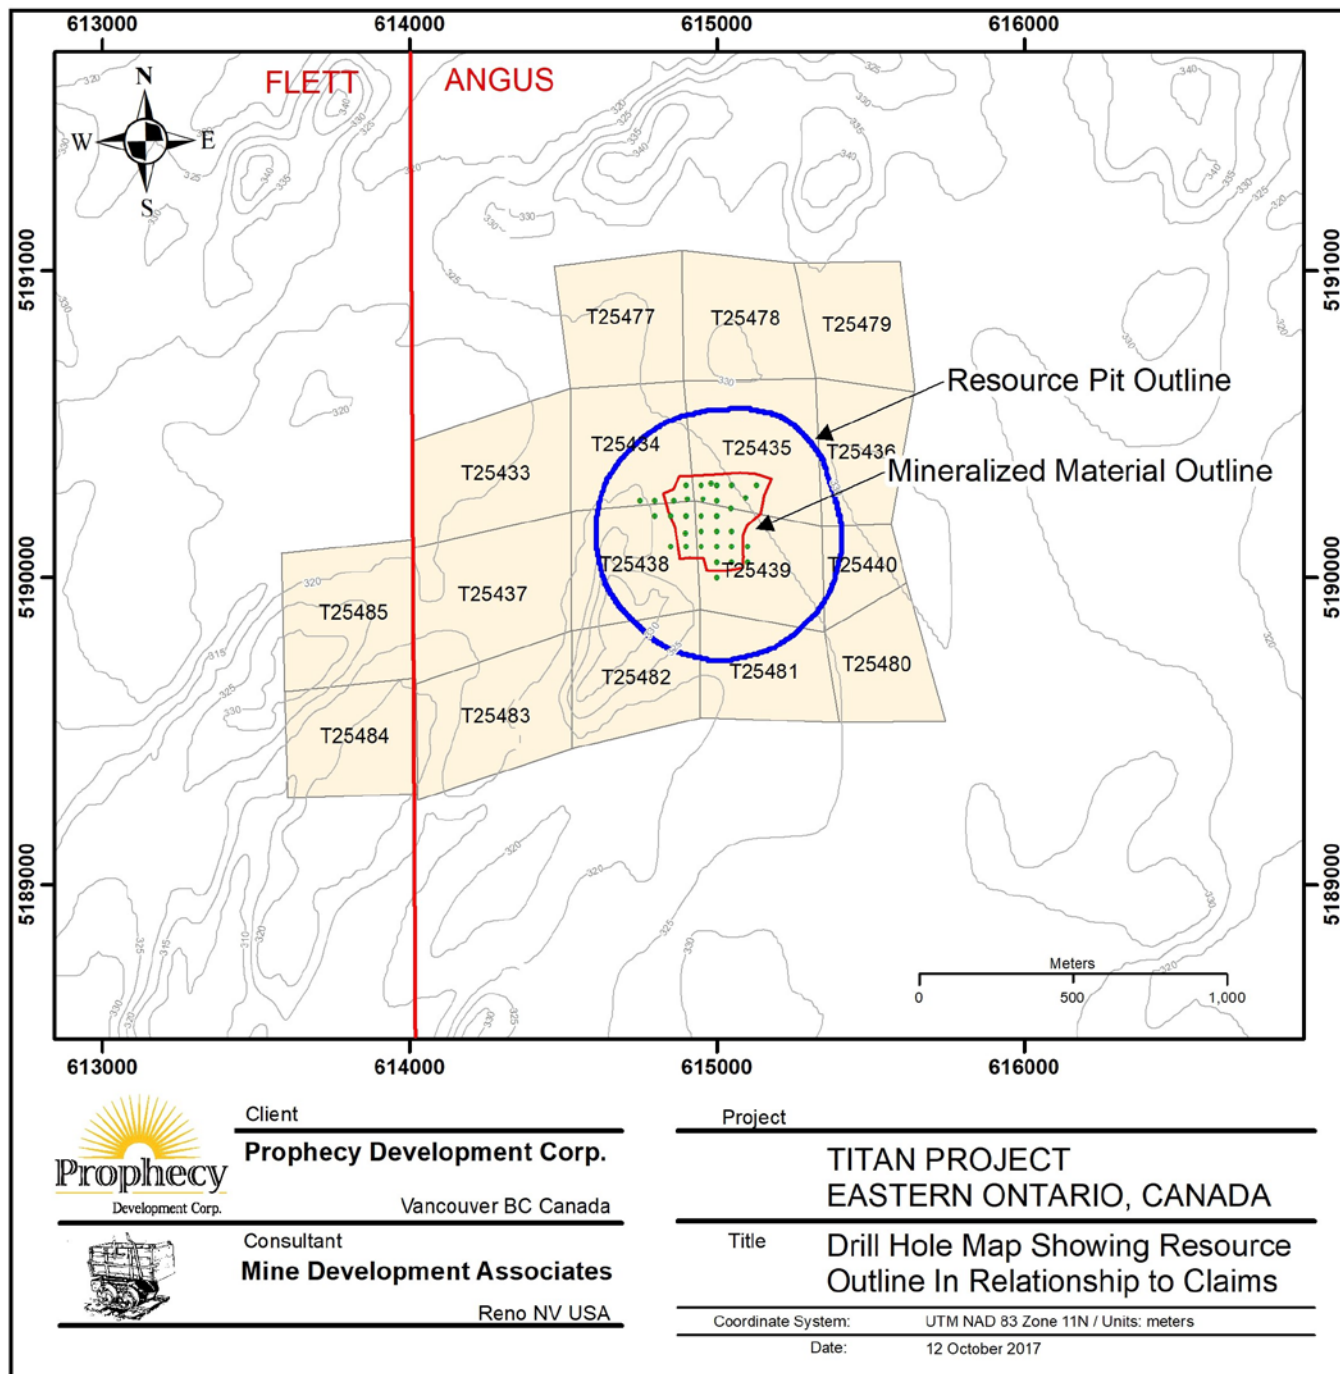 613000 614000 615000 616000
N
W E
S
FLETT ANGUS
5191000 5191000
T25477 T25478 T25479
Resource Pit Outline
T25434 T25435 T25436
T25433
Mineralized Material Outline
5190000 5190000
T25438 T25439 T25440
T25437
T25485
T25482 T25481 T25480
T25483
T25484
5189000 5189000
Meters
0 500 1,000
613000 614000 615000 616000
Prophecy
Development Corp.
Client
Prophecy Development Corp.
Vancouver BC Canada
Consultant
Mine Development Associates
Reno NV USA
Project
TITAN PROJECT
EASTERN ONTARIO, CANADA
Title
Drill Hole Map Showing Resource
Outline In Relationship to Claims
Coordinate System: UTM NAD 83 Zone 11N / Units: meters
Date: 12 October 2017